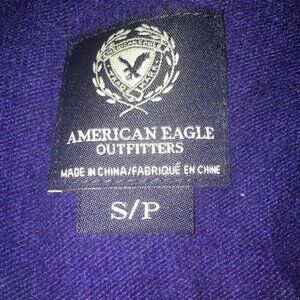 AMERICAN EAGLE
OUTFITTERS
MADE IN CHINA/FABRIQUÉ EN CHINE
S/P